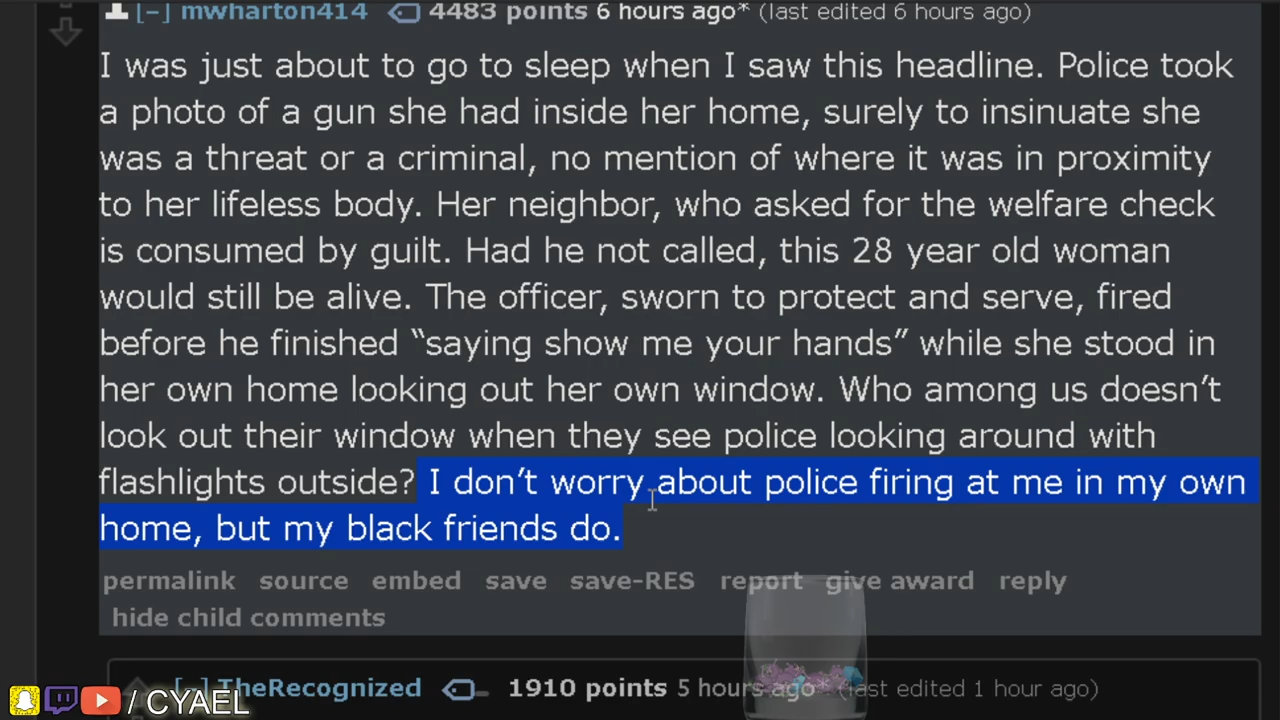 [-] mwharton414 4483 points 6 hours ago* (last edited 6 hours ago)
I was just about to go to sleep when I saw this headline. Police took
a photo of a gun she had inside her home, surely to insinuate she
was a threat or a criminal, no mention of where it was in proximity
to her lifeless body. Her neighbor, who asked for the welfare check
is consumed by guilt. Had he not called, this 28 year old woman
would still be alive. The officer, sworn to protect and serve, fired
before he finished “saying show me your hands” while she stood in
her own home looking out her own window. Who among us doesn’t
look out their window when they see police looking around with
flashlights outside? I don’t worry about police firing at me in my own
home, but my black friends do.
permalink source embed save save-RES report give award reply
hide child comments
[-] TheRecognized 1910 points 5 hours ago* (last edited 1 hour ago)
/ CYAEL